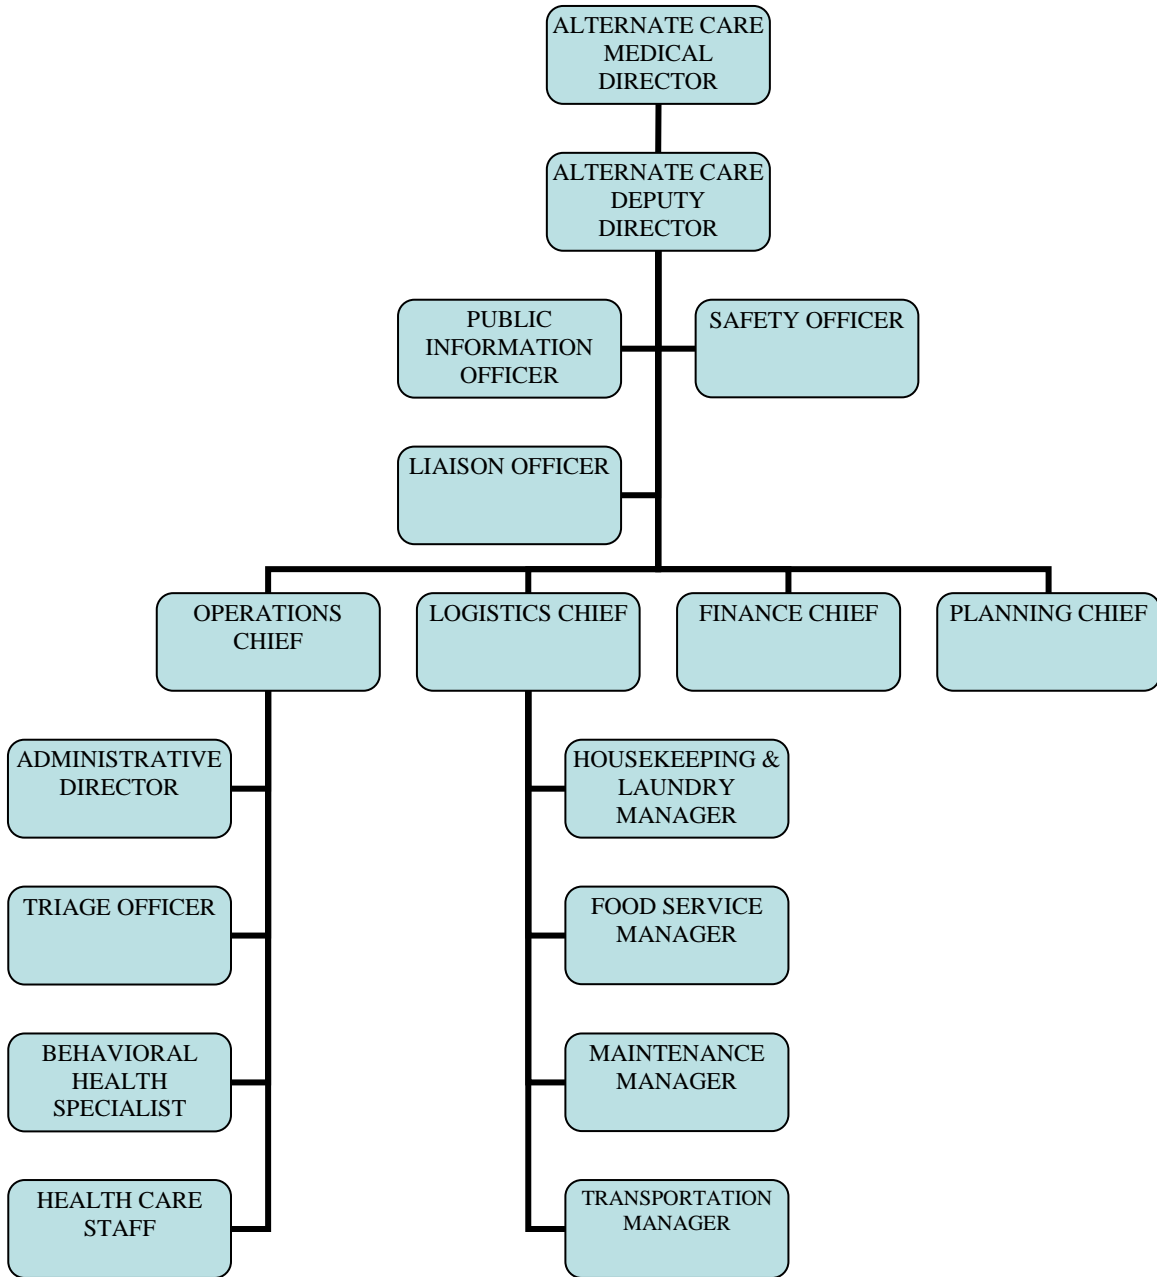 ALTERNATE CARE
MEDICAL
DIRECTOR
ALTERNATE CARE
DEPUTY
DIRECTOR
PUBLIC
INFORMATION
OFFICER
SAFETY OFFICER
LIAISON OFFICER
OPERATIONS
CHIEF
LOGISTICS CHIEF
FINANCE CHIEF
PLANNING CHIEF
ADMINISTRATIVE
DIRECTOR
HOUSEKEEPING &
LAUNDRY
MANAGER
TRIAGE OFFICER
FOOD SERVICE
MANAGER
BEHAVIORAL
HEALTH
SPECIALIST
MAINTENANCE
MANAGER
HEALTH CARE
STAFF
TRANSPORTATION
MANAGER